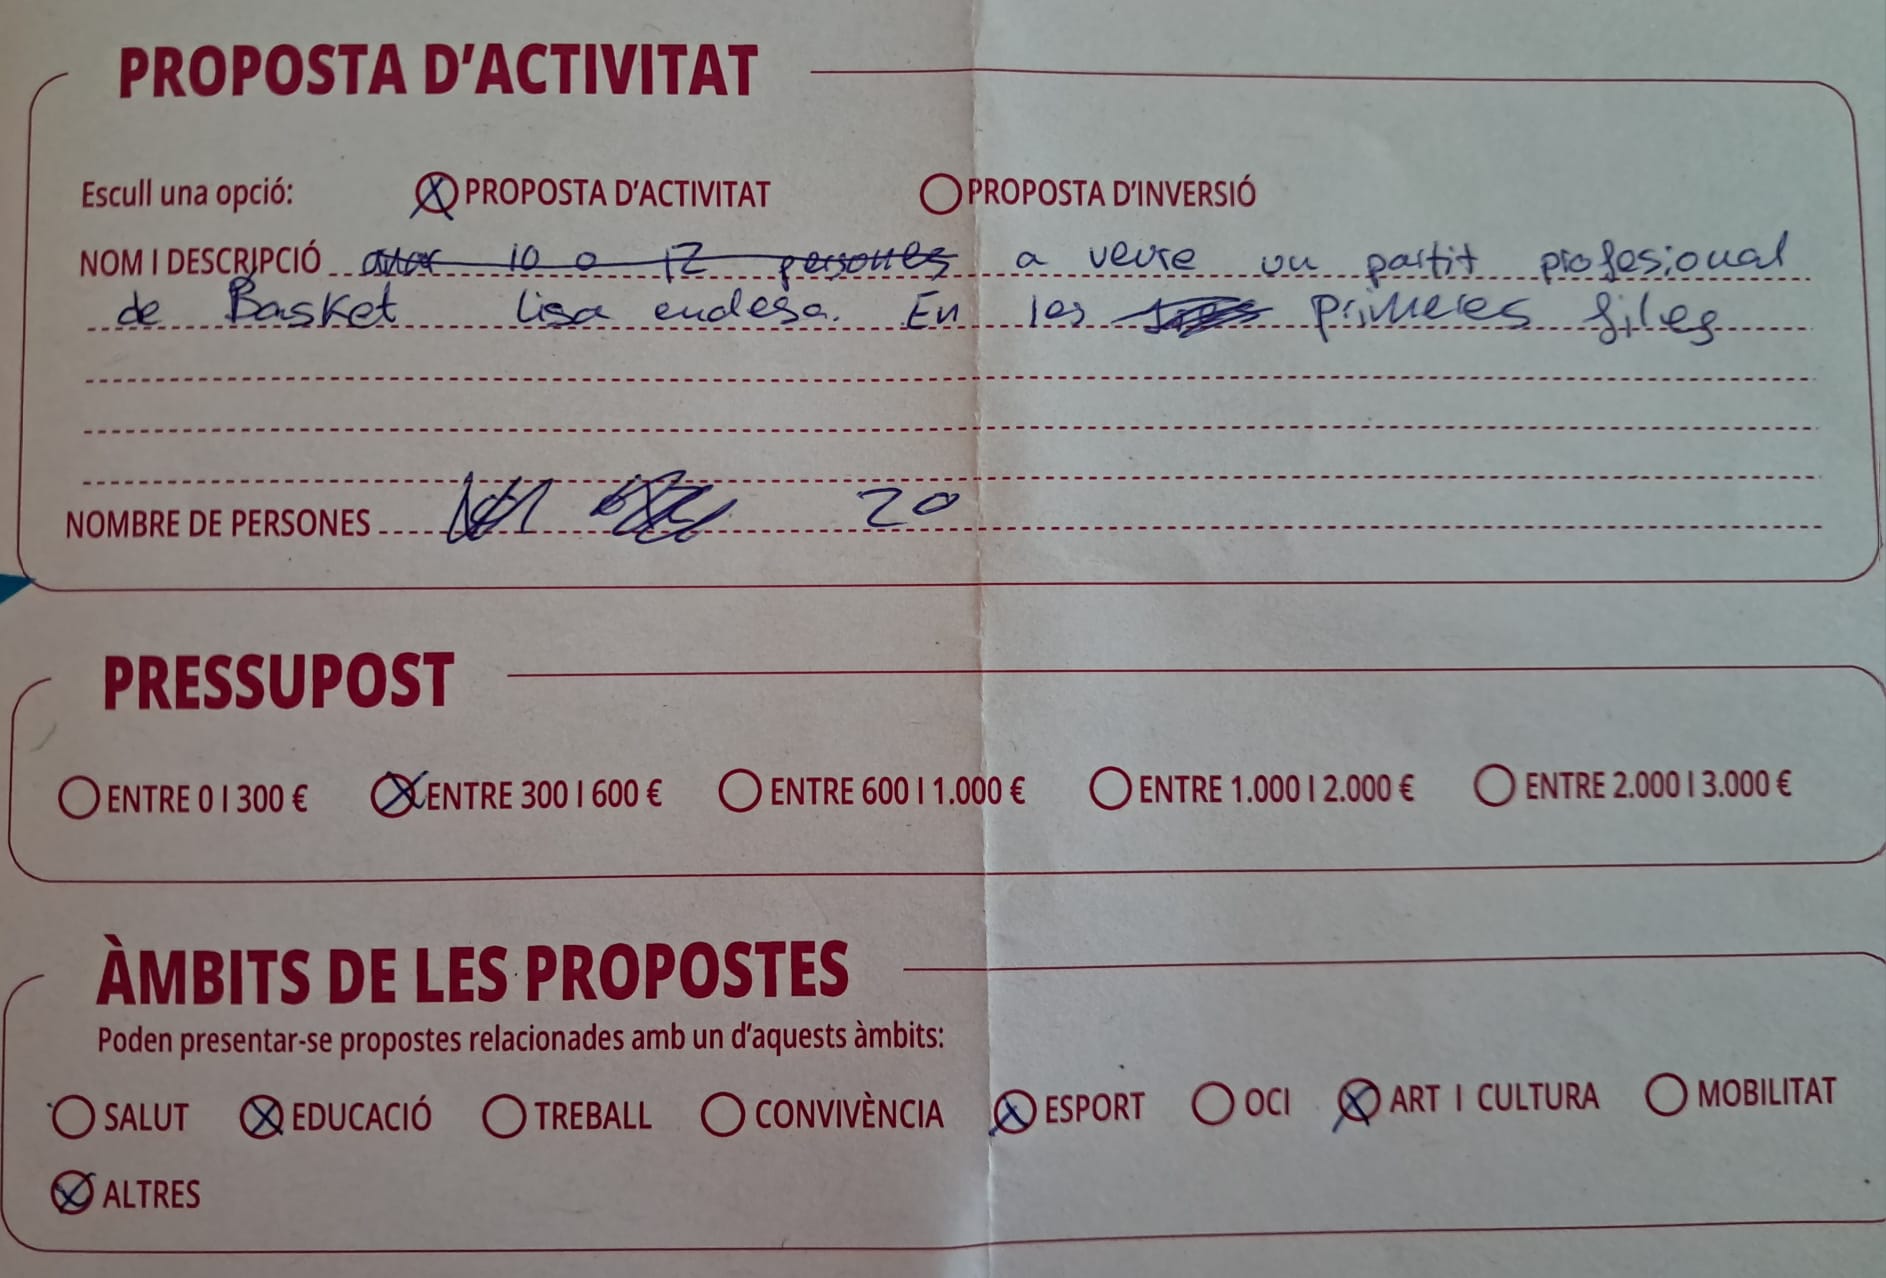 PROPOSTA D'ACTIVITAT
Escull una opció: PROPOSTA D'ACTIVITAT PROPOSTA D'INVERSIÓ
NOM I DESCRIPCIÓ anar 10 o 12 persones a veure un partit profesional
de Basket liga endesa. En les primeres files
NOMBRE DE PERSONES 20
PRESSUPOST
ENTRE 0 I 300 € ENTRE 300 I 600 € ENTRE 600 I 1.000 € ENTRE 1.000 I 2.000 € ENTRE 2.000 I 3.000 €
ÀMBITS DE LES PROPOSTES
Poden presentar-se propostes relacionades amb un d'aquests àmbits:
SALUT EDUCACIÓ TREBALL CONVIVÈNCIA ESPORT OCI ART I CULTURA MOBILITAT
ALTRES